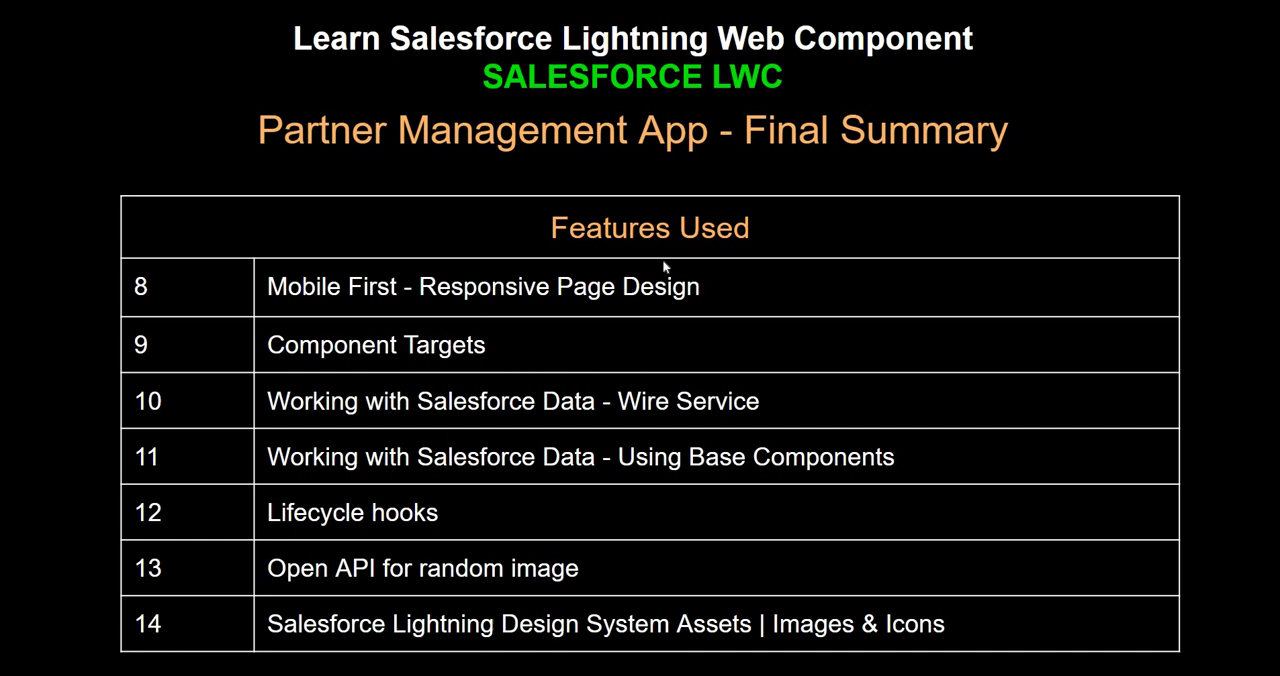 Learn Salesforce Lightning Web Component
SALESFORCE LWC
Partner Management App - Final Summary
Features Used
8 Mobile First - Responsive Page Design
9 Component Targets
10 Working with Salesforce Data - Wire Service
11 Working with Salesforce Data - Using Base Components
12 Lifecycle hooks
13 Open API for random image
14 Salesforce Lightning Design System Assets | Images & Icons